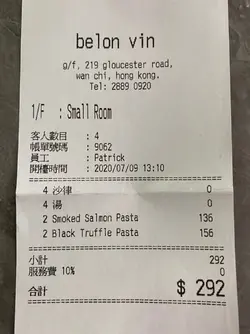 belon vin
g/f, 219 gloucester road,
wan chi, hong kong.
Tel: 2889 0920
1/F : Small Room
客人數目 : 4
帳單號碼 : 9062
員工 : Patrick
開檯時間 : 2020/07/09 13:10
4 沙律 0
4 湯 0
2 Smoked Salmon Pasta 136
2 Black Truffle Pasta 156
小計 292
服務費 10% 0
合計 $ 292